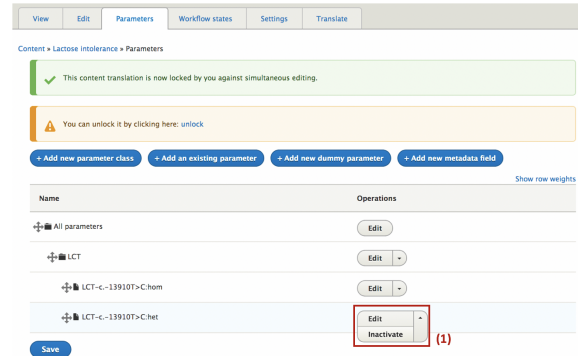 View Edit Parameters Workflow states Settings Translate
Content » Lactose intolerance » Parameters
This content translation is now locked by you against simultaneous editing.
You can unlock it by clicking here: unlock
+ Add new parameter class + Add an existing parameter + Add new dummy parameter + Add new metadata field
Show row weights
Name Operations
All parameters Edit
LCT Edit
LCT-c.-13910T>C:hom Edit
LCT-c.-13910T>C:het Edit
Inactivate (1)
Save